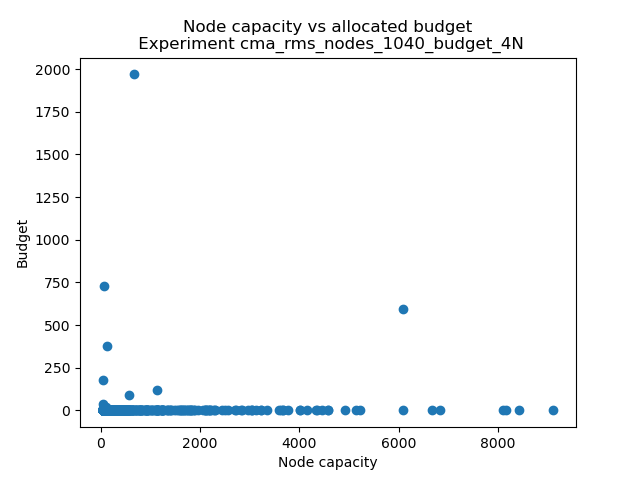 Node capacity vs allocated budget
Experiment cma_rms_nodes_1040_budget_4N
2000
1750
1500
1250
1000
750
500
250
0
Budget
0 2000 4000 6000 8000
Node capacity